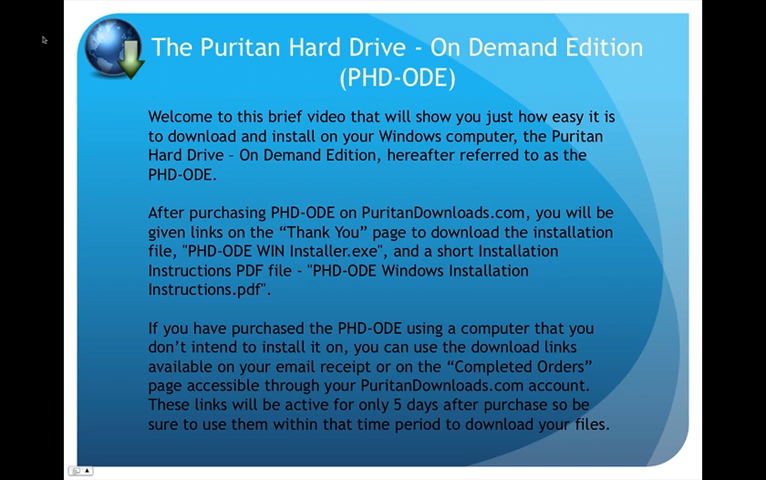 The Puritan Hard Drive - On Demand Edition
(PHD-ODE)
Welcome to this brief video that will show you just how easy it is
to download and install on your Windows computer, the Puritan
Hard Drive – On Demand Edition, hereafter referred to as the
PHD-ODE.
After purchasing PHD-ODE on PuritanDownloads.com, you will be
given links on the “Thank You” page to download the installation
file, "PHD-ODE WIN Installer.exe", and a short Installation
Instructions PDF file - "PHD-ODE Windows Installation
Instructions.pdf".
If you have purchased the PHD-ODE using a computer that you
don’t intend to install it on, you can use the download links
available on your email receipt or on the “Completed Orders”
page accessible through your PuritanDownloads.com account.
These links will be active for only 5 days after purchase so be
sure to use them within that time period to download your files.